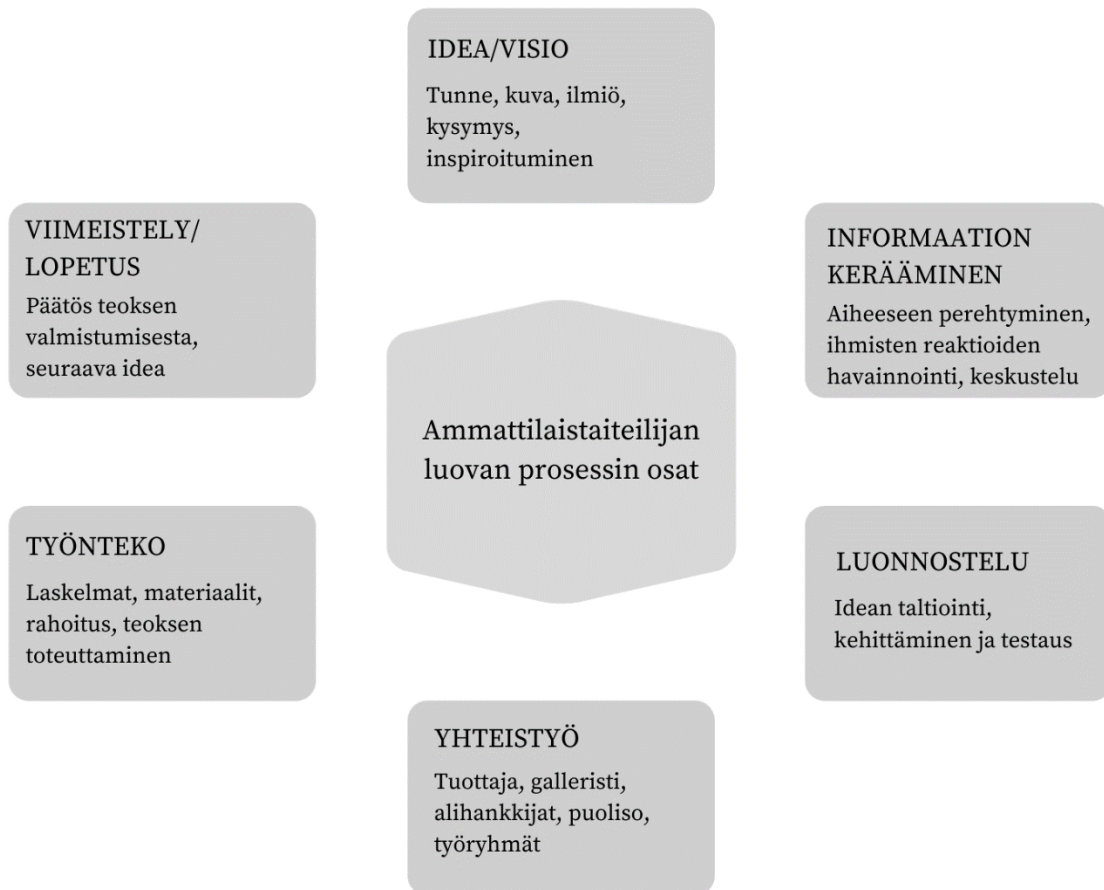 IDEA/VISIO
Tunne, kuva, ilmiö,
kysymys,
inspiroituminen
INFORMAATION
KERÄÄMINEN
Aiheeseen perehtyminen,
ihmisten reaktioiden
havainnointi, keskustelu
LUONNOSTELU
Idean taltiointi,
kehittäminen ja testaus
YHTEISTYÖ
Tuottaja, galleristi,
alihankkijat, puoliso,
työryhmät
TYÖNTEKO
Laskelmat, materiaalit,
rahoitus, teoksen
toteuttaminen
VIIMEISTELY/
LOPETUS
Päätös teoksen
valmistumisesta,
seuraava idea
Ammattilaistaiteilijan
luovan prosessin osat